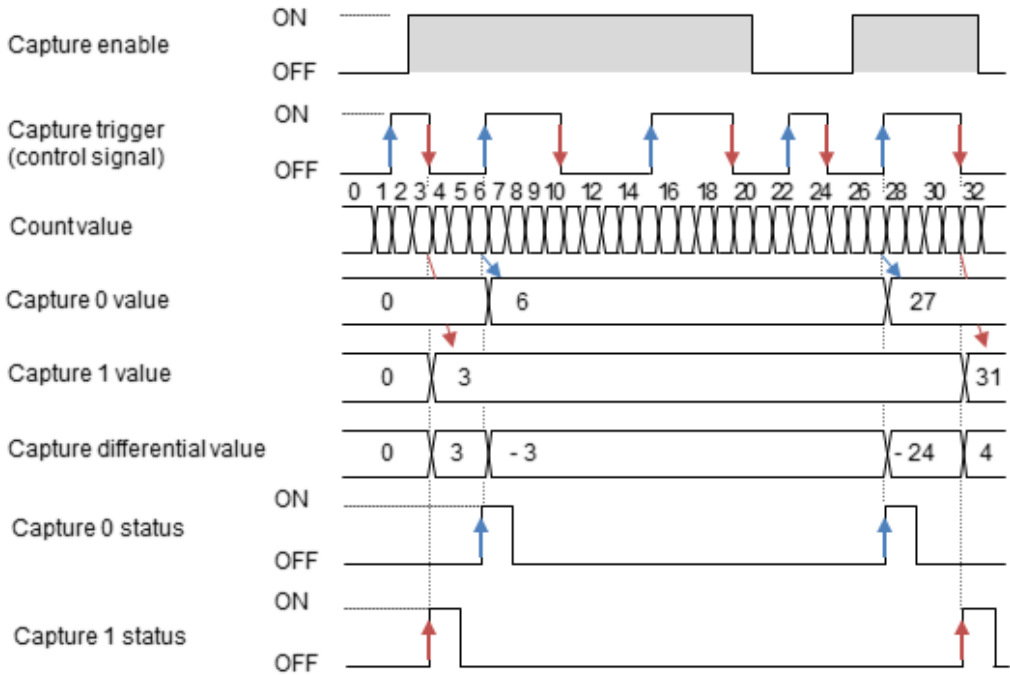 ON
Capture enable
OFF
ON
Capture trigger
(control signal)
OFF
0 1 2 3 4 5 6 7 8 9 10 12 14 16 18 20 22 24 26 28 30 32
Count value
Capture 0 value 0 6 27
Capture 1 value 0 3 31
Capture differential value 0 3 - 3 - 24 4
ON
Capture 0 status
OFF
ON
Capture 1 status
OFF